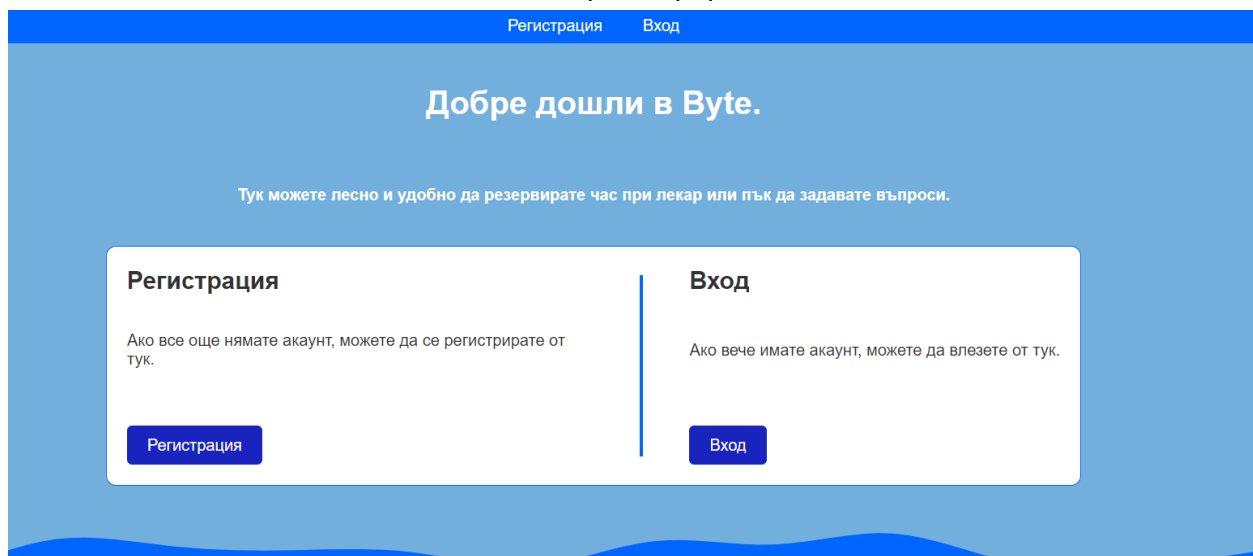 Регистрация Вход
Добре дошли в Byte.
Тук можете лесно и удобно да резервирате час при лекар или пък да задавате въпроси.
Регистрация
Ако все още нямате акаунт, можете да се регистрирате от
тук.
Регистрация
Вход
Ако вече имате акаунт, можете да влезете от тук.
Вход